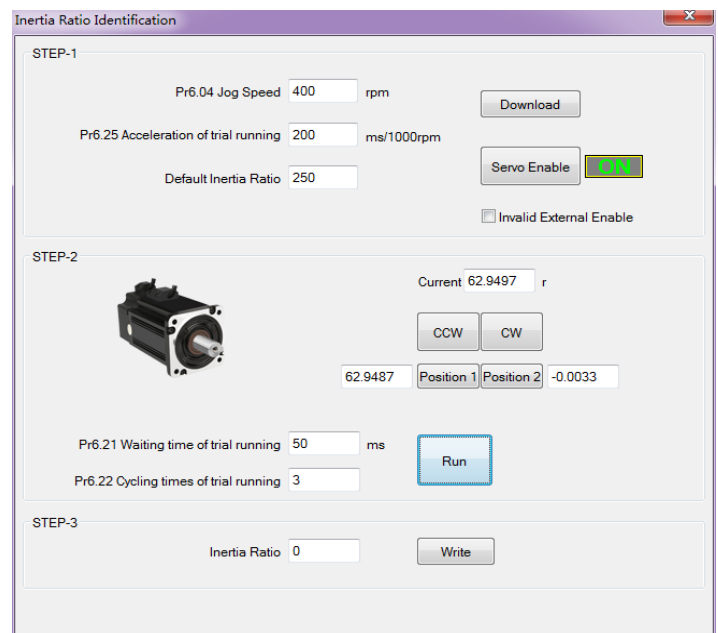 Inertia Ratio Identification
STEP-1
Pr6.04 Jog Speed 400 rpm
Download
Pr6.25 Acceleration of trial running 200 ms/1000rpm
Servo Enable ON
Default Inertia Ratio 250
Invalid External Enable
STEP-2
Current 62.9497 r
CCW CW
62.9487 Position 1 Position 2 -0.0033
Pr6.21 Waiting time of trial running 50 ms
Run
Pr6.22 Cycling times of trial running 3
STEP-3
Inertia Ratio 0 Write